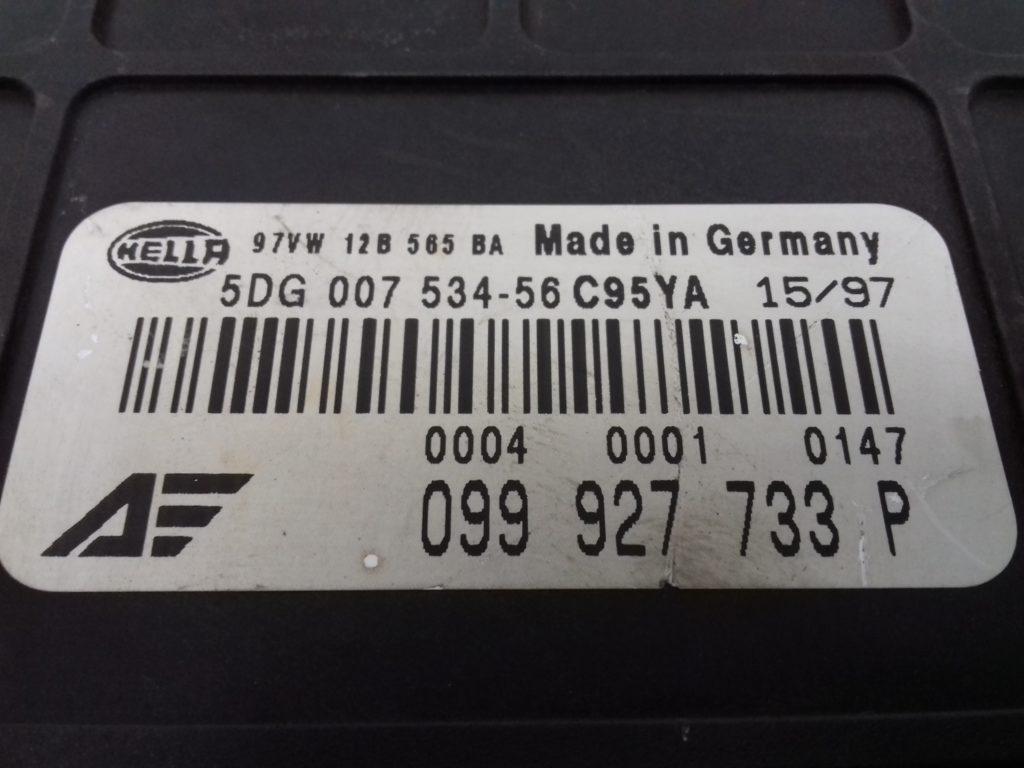 HELLA 97VW 12B 565 BA Made in Germany
5DG 007 534-56 C95YA 15/97
0004 0001 0147
AE 099 927 733 P